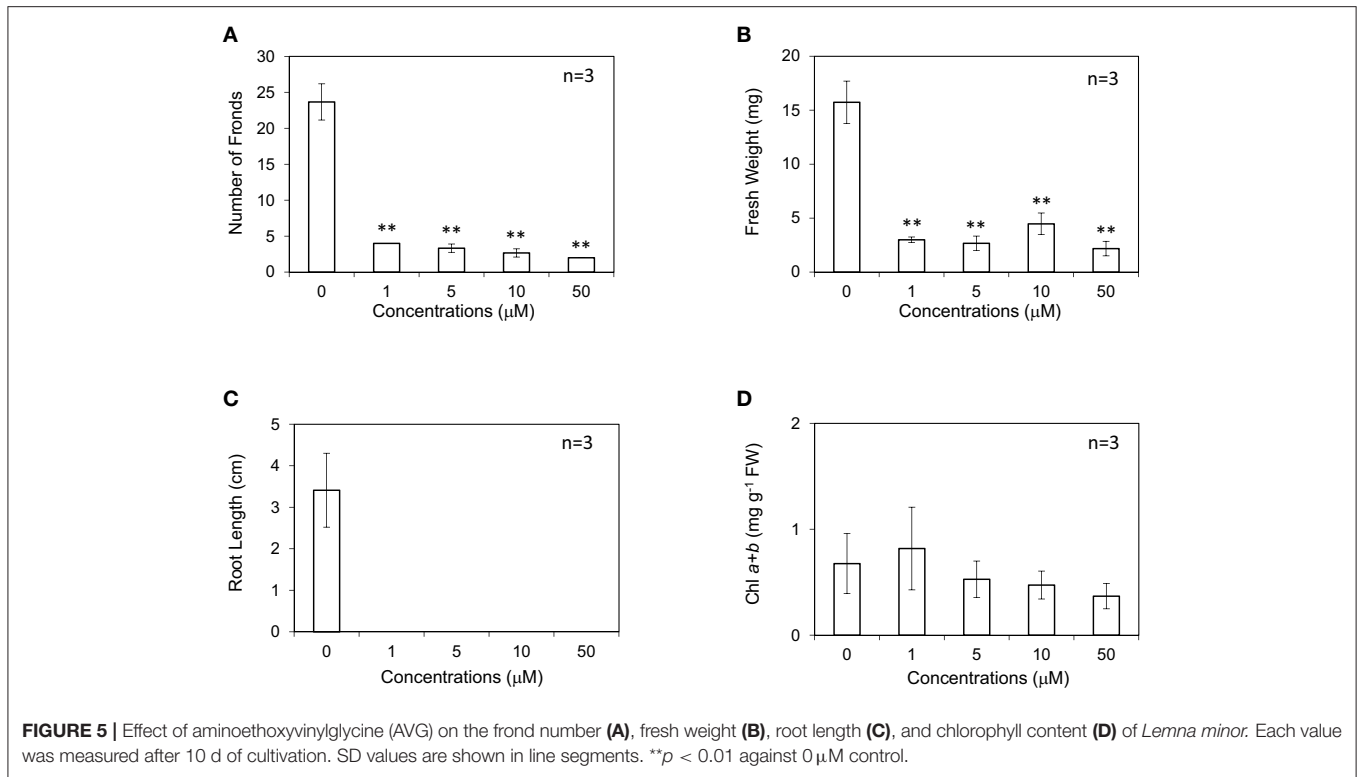 A
30
25
20
15
10
5
0
Number of Fronds
n=3
** ** ** **
0 1 5 10 50
Concentrations (μM)
B
20
15
10
5
0
Fresh Weight (mg)
n=3
** ** ** **
0 1 5 10 50
Concentrations (μM)
C
5
4
3
2
1
0
Root Length (cm)
n=3
0 1 5 10 50
Concentrations (μM)
D
2
1
0
Chl a+b (mg g-1 FW)
n=3
0 1 5 10 50
Concentrations (μM)
FIGURE 5 | Effect of aminoethoxyvinylglycine (AVG) on the frond number (A), fresh weight (B), root length (C), and chlorophyll content (D) of Lemna minor. Each value
was measured after 10 d of cultivation. SD values are shown in line segments. **p < 0.01 against 0 μM control.